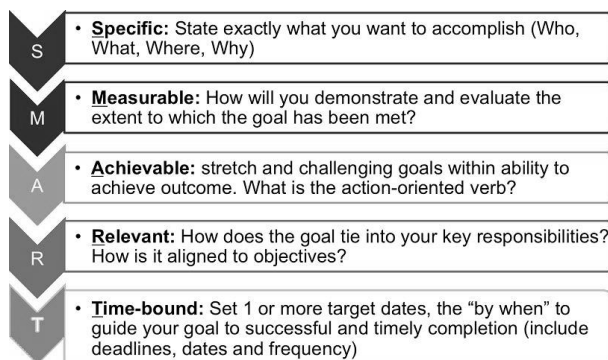 S
• Specific: State exactly what you want to accomplish (Who,
What, Where, Why)
M
• Measurable: How will you demonstrate and evaluate the
extent to which the goal has been met?
A
• Achievable: stretch and challenging goals within ability to
achieve outcome. What is the action-oriented verb?
R
• Relevant: How does the goal tie into your key responsibilities?
How is it aligned to objectives?
T
• Time-bound: Set 1 or more target dates, the “by when” to
guide your goal to successful and timely completion (include
deadlines, dates and frequency)